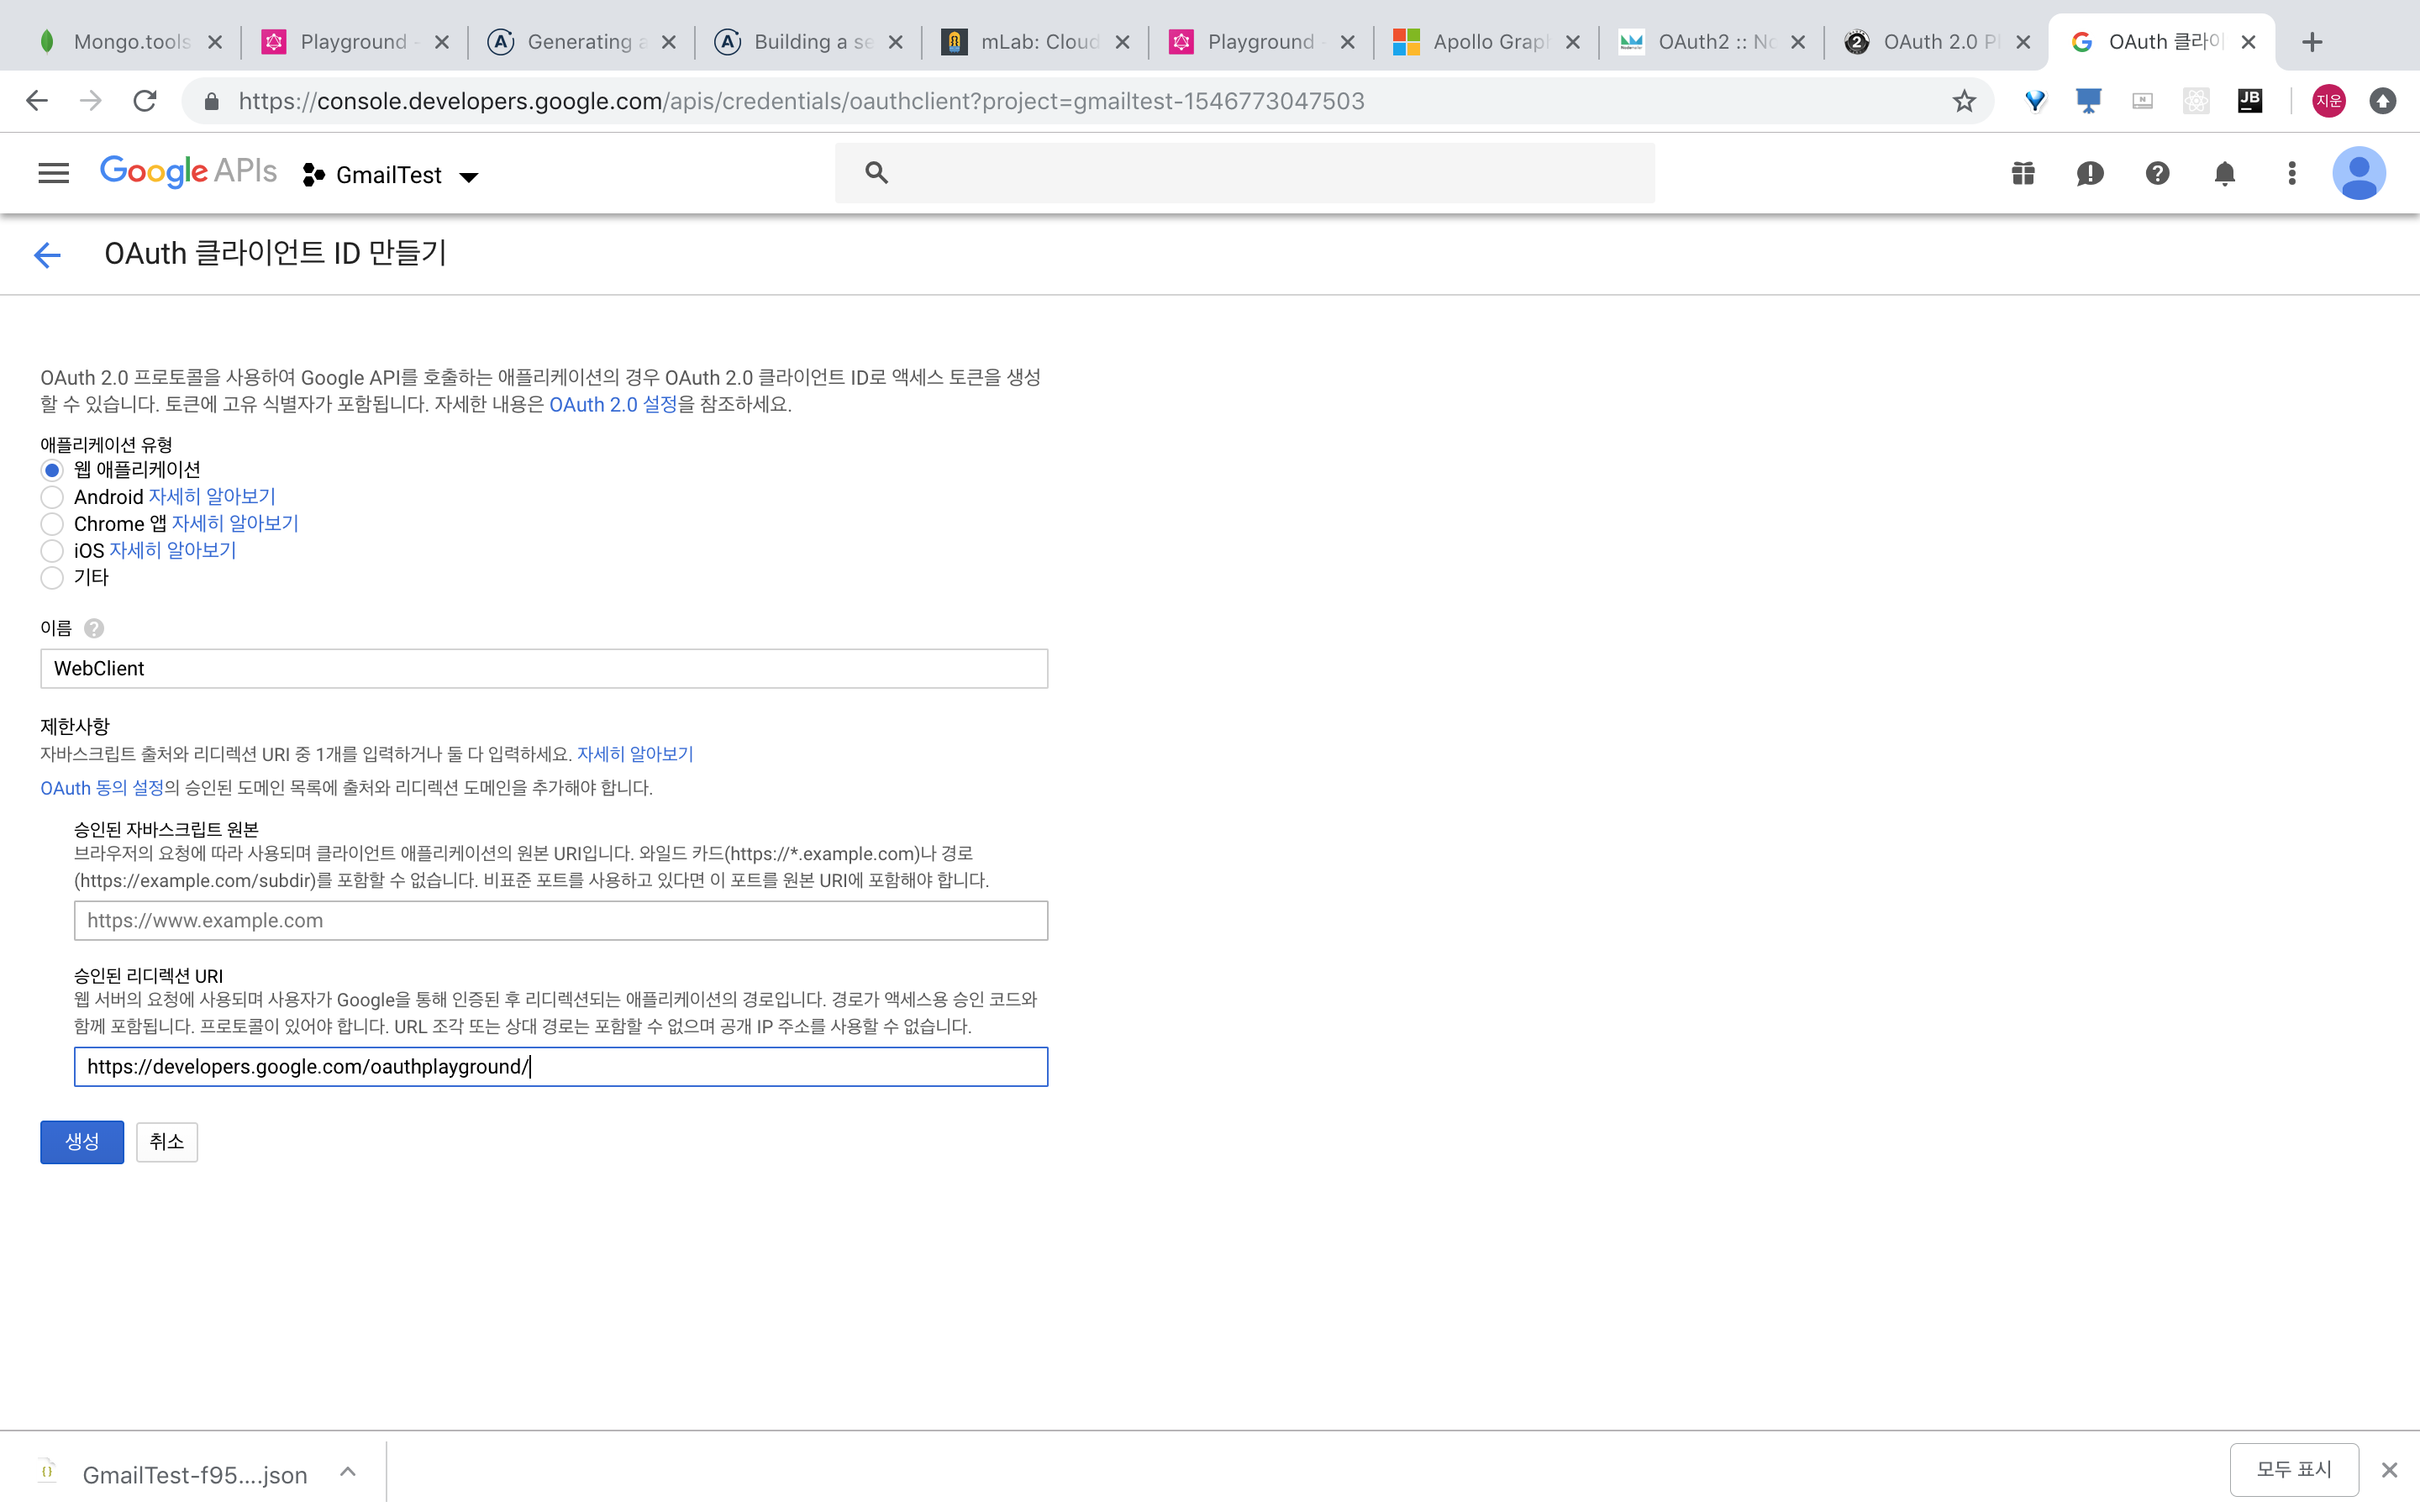 Mongo.tools
Playground -
Generating a
Building a se
mLab: Cloud
Playground -
Apollo Grap
OAuth2 :: No
2
OAuth 2.0 Pl
OAuth 클라이
https://console.developers.google.com/apis/credentials/oauthclient?project=gmailtest-1546773047503
JB
지운
Google APIs
GmailTest
OAuth 클라이언트 ID 만들기
OAuth 2.0 프로토콜을 사용하여 Google API를 호출하는 애플리케이션의 경우 OAuth 2.0 클라이언트 ID로 액세스 토큰을 생성
할 수 있습니다. 토큰에 고유 식별자가 포함됩니다. 자세한 내용은 OAuth 2.0 설정을 참조하세요.
애플리케이션 유형
웹 애플리케이션
Android 자세히 알아보기
Chrome 앱 자세히 알아보기
iOS 자세히 알아보기
기타
이름
WebClient
제한사항
자바스크립트 출처와 리디렉션 URI 중 1개를 입력하거나 둘 다 입력하세요. 자세히 알아보기
OAuth 동의 설정의 승인된 도메인 목록에 출처와 리디렉션 도메인을 추가해야 합니다.
승인된 자바스크립트 원본
브라우저의 요청에 따라 사용되며 클라이언트 애플리케이션의 원본 URI입니다. 와일드 카드(https://*.example.com)나 경로
(https://example.com/subdir)를 포함할 수 없습니다. 비표준 포트를 사용하고 있다면 이 포트를 원본 URI에 포함해야 합니다.
https://www.example.com
승인된 리디렉션 URI
웹 서버의 요청에 사용되며 사용자가 Google을 통해 인증된 후 리디렉션되는 애플리케이션의 경로입니다. 경로가 액세스용 승인 코드와
함께 포함됩니다. 프로토콜이 있어야 합니다. URL 조각 또는 상대 경로는 포함할 수 없으며 공개 IP 주소를 사용할 수 없습니다.
https://developers.google.com/oauthplayground/
생성
취소
GmailTest-f95....json
모두 표시